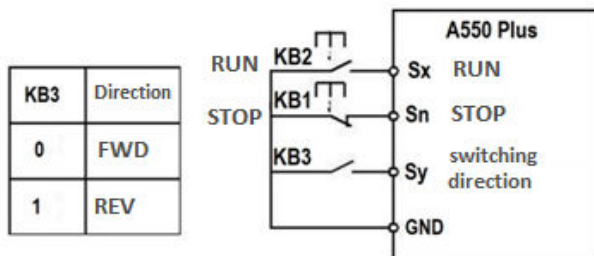 KB3 Direction
0 FWD
1 REV
A550 Plus
RUN KB2 Sx RUN
STOP KB1 Sn STOP
KB3 Sy switching
direction
GND